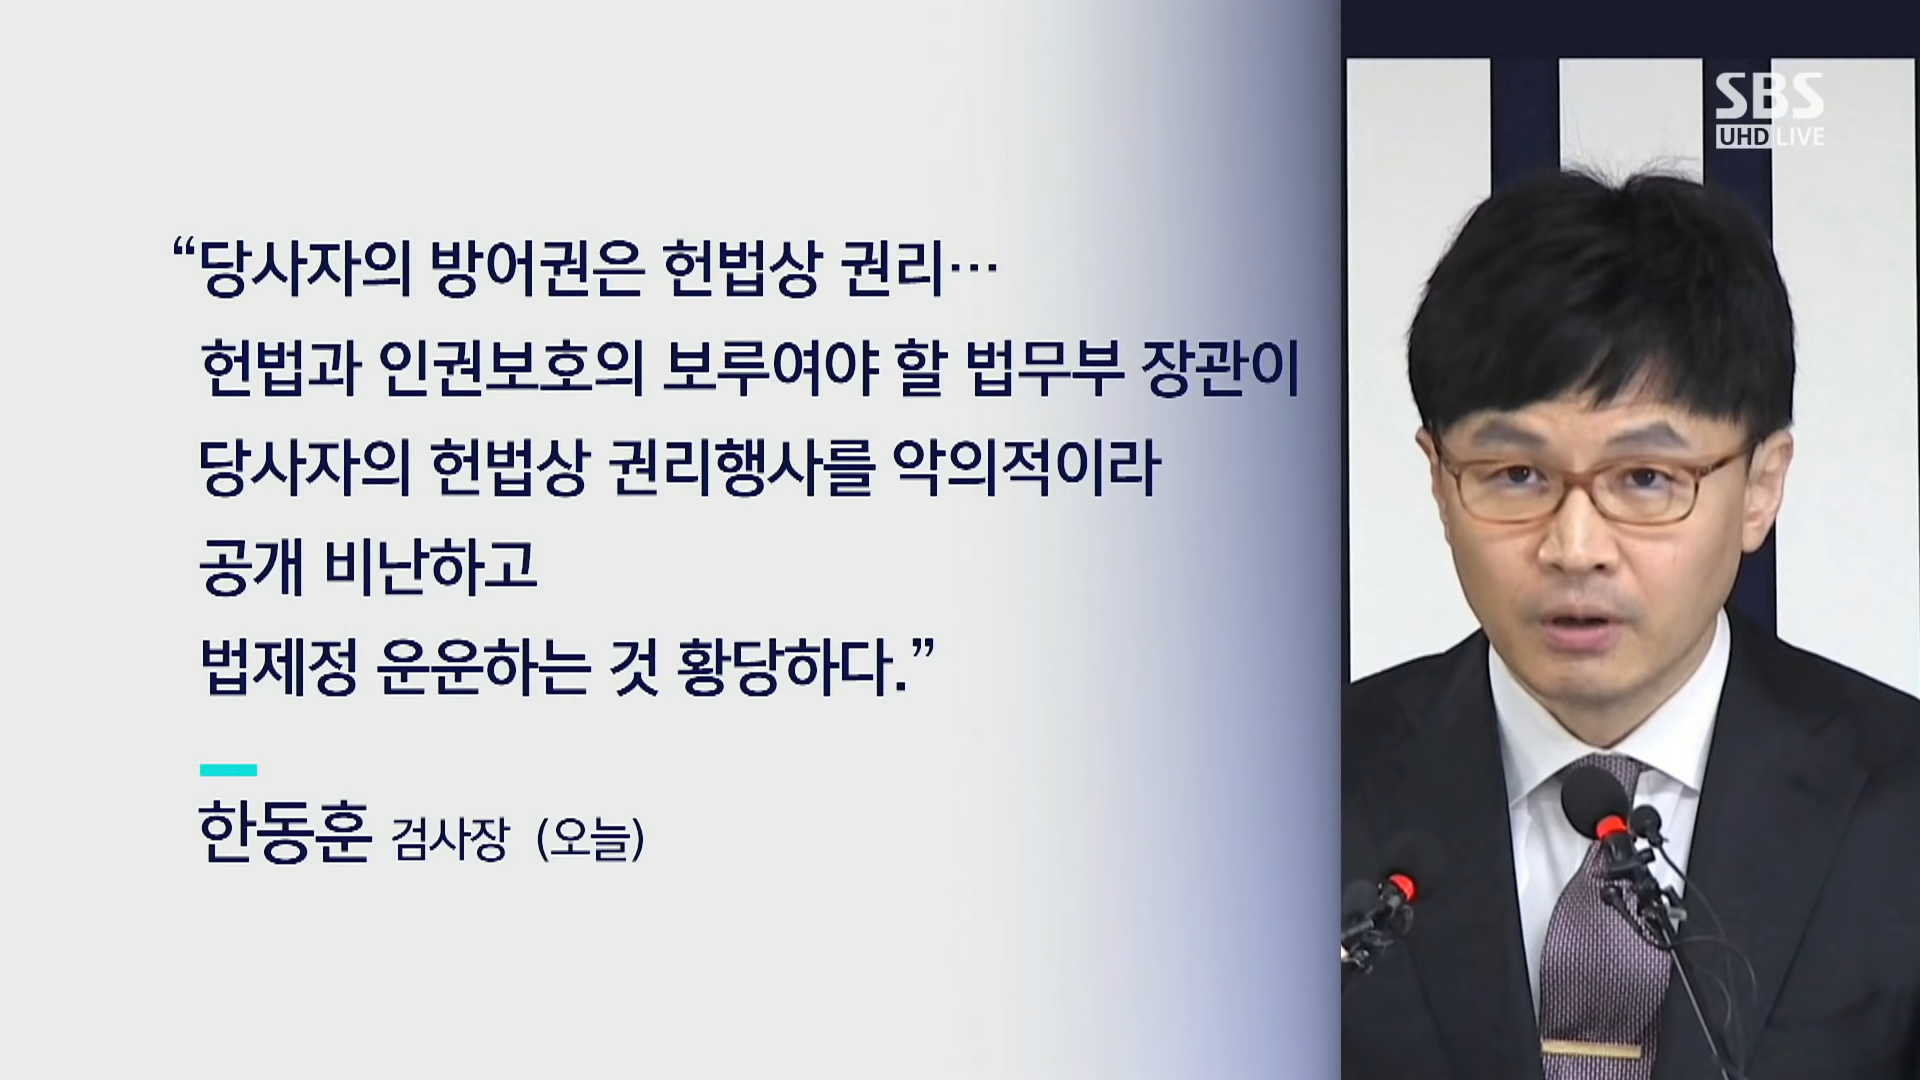 “당사자의 방어권은 헌법상 권리…
헌법과 인권보호의 보루여야 할 법무부 장관이
당사자의 헌법상 권리행사를 악의적이라
공개 비난하고
법제정 운운하는 것 황당하다.”
한동훈 검사장 (오늘)
SBS
UHD LIVE